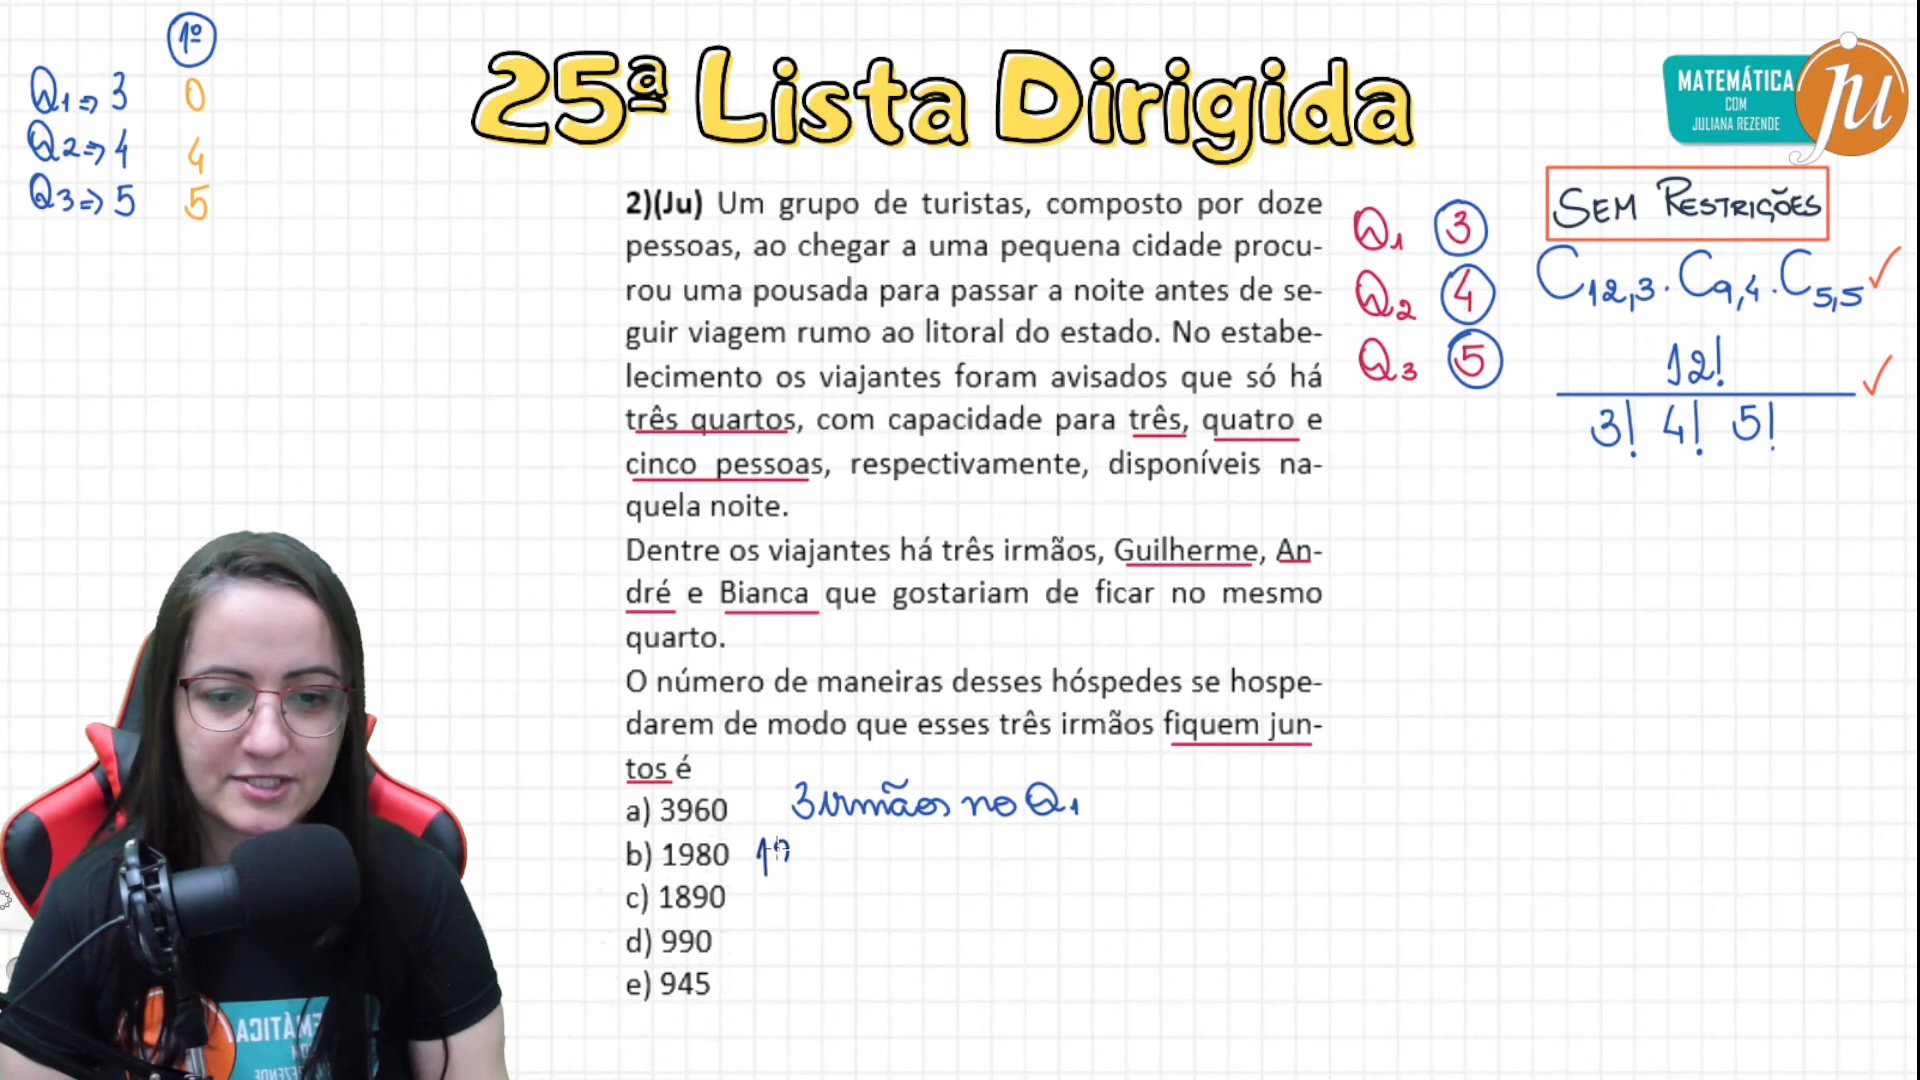 1º
Q1 => 3 0
Q2 => 4 4
Q3 => 5 5
25ª Lista Dirigida
MATEMÁTICA
COM
JULIANA REZENDE
ju
2)(Ju) Um grupo de turistas, composto por doze
pessoas, ao chegar a uma pequena cidade procu-
rou uma pousada para passar a noite antes de se-
guir viagem rumo ao litoral do estado. No estabe-
lecimento os viajantes foram avisados que só há
três quartos, com capacidade para três, quatro e
cinco pessoas, respectivamente, disponíveis na-
quela noite.
Dentre os viajantes há três irmãos, Guilherme, An-
dré e Bianca que gostariam de ficar no mesmo
quarto.
O número de maneiras desses hóspedes se hospe-
darem de modo que esses três irmãos fiquem jun-
tos é
a) 3960
b) 1980
c) 1890
d) 990
e) 945
3 irmãos no Q1
1º
Q1 3
Q2 4
Q3 5
SEM RESTRIÇÕES
C12,3 . C9,4 . C5,5 ✓
12! ✓
3! 4! 5!